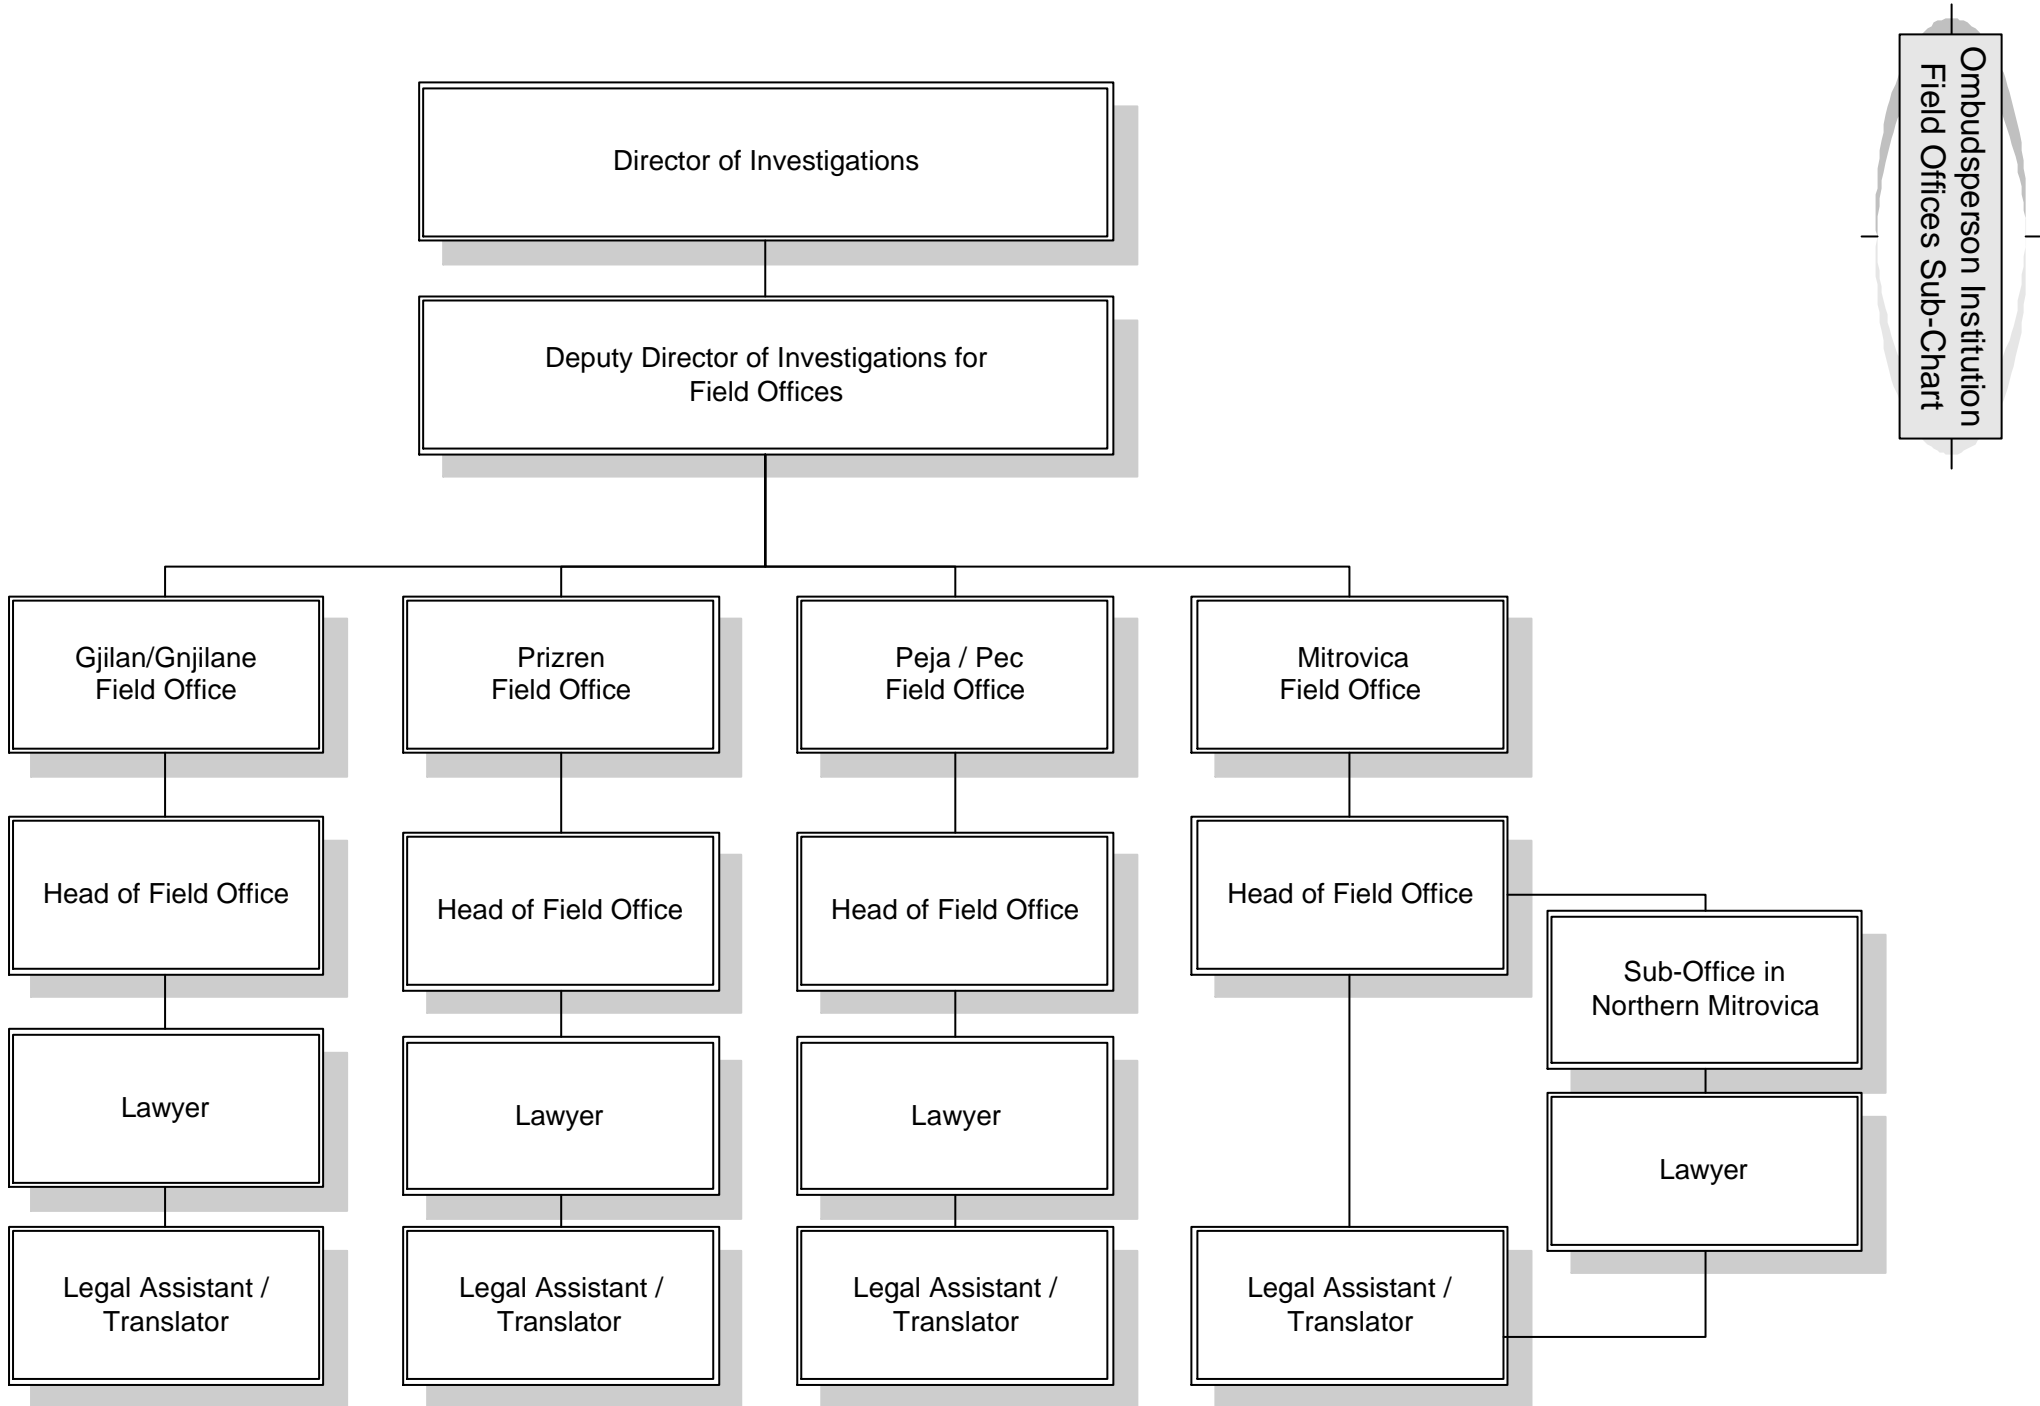 Ombudsperson Institution
Field Offices Sub-Chart
Director of Investigations
Deputy Director of Investigations for
Field Offices
Gjilan/Gnjilane
Field Office
Prizren
Field Office
Peja / Pec
Field Office
Mitrovica
Field Office
Head of Field Office
Head of Field Office
Head of Field Office
Head of Field Office
Sub-Office in
Northern Mitrovica
Lawyer
Lawyer
Lawyer
Lawyer
Legal Assistant /
Translator
Legal Assistant /
Translator
Legal Assistant /
Translator
Legal Assistant /
Translator